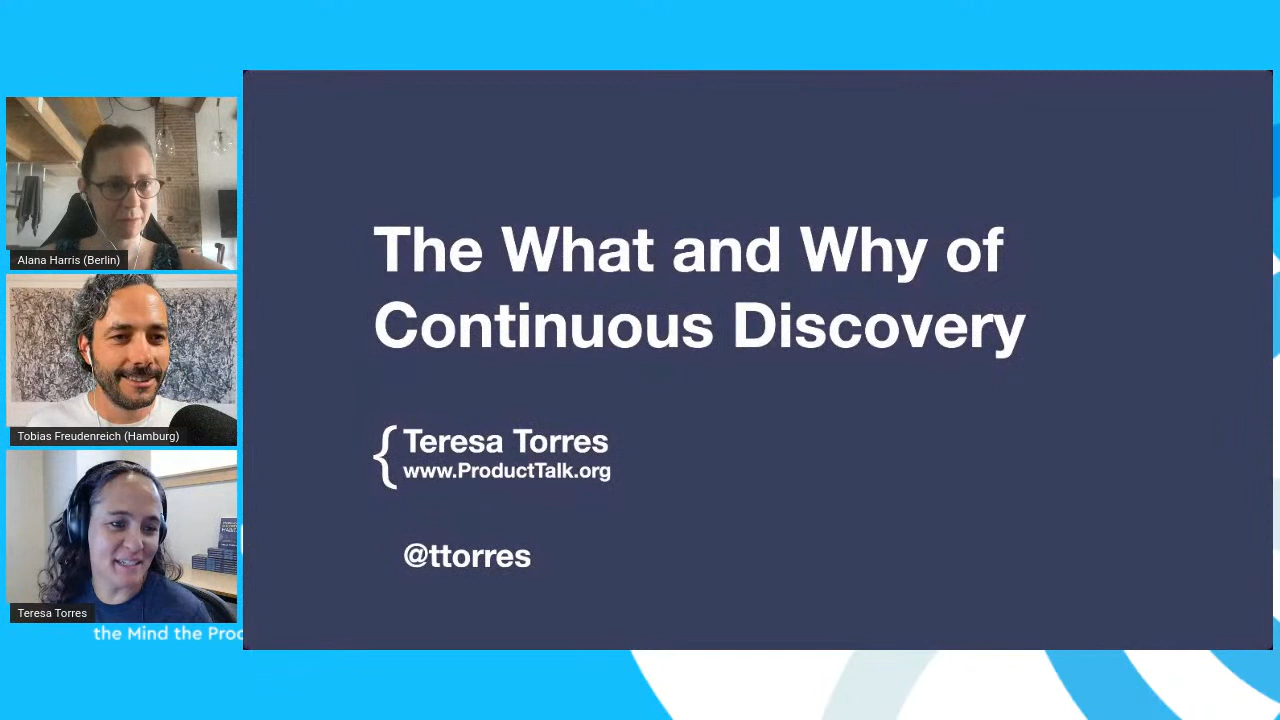 Alana Harris (Berlin)
Tobias Freudenreich (Hamburg)
Teresa Torres
the Mind the Proc
The What and Why of
Continuous Discovery
Teresa Torres
www.ProductTalk.org
@ttorres